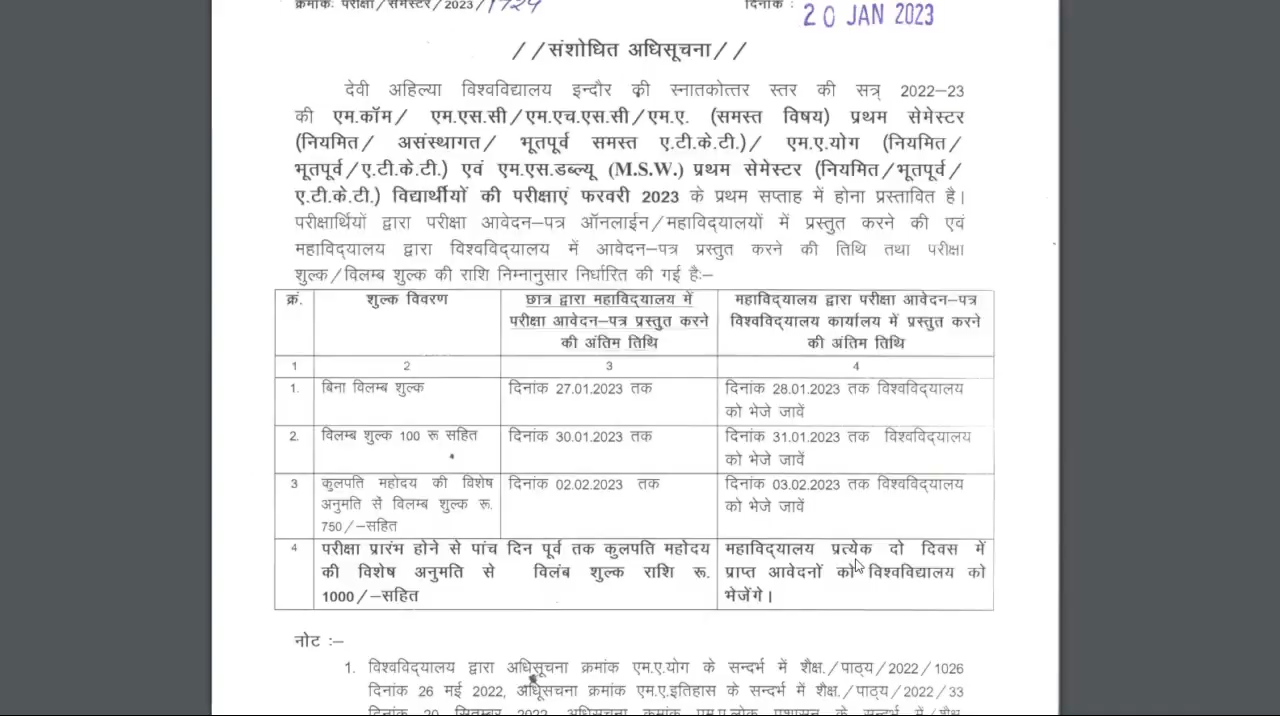 क्रमांकः परीक्षा/सेमेस्टर/2023/1724
दिनांक :
20 JAN 2023
//संशोधित अधिसूचना//
देवी अहिल्या विश्वविद्यालय इन्दौर की स्नातकोत्तर स्तर की सत्र् 2022–23
की एम.कॉम/ एम.एस.सी/एम.एच.एस.सी/एम.ए. (समस्त विषय) प्रथम सेमेस्टर
(नियमित/ असंस्थागत/ भूतपूर्व समस्त ए.टी.के.टी.)/ एम.ए.योग (नियमित/
भूतपूर्व/ए.टी.के.टी.) एवं एम.एस.डब्ल्यू (M.S.W.) प्रथम सेमेस्टर (नियमित/भूतपूर्व/
ए.टी.के.टी.) विद्यार्थीयों की परीक्षाएं फरवरी 2023 के प्रथम सप्ताह में होना प्रस्तावित है।
परीक्षार्थियों द्वारा परीक्षा आवेदन–पत्र ऑनलाईन/महाविद्यालयों में प्रस्तुत करने की एवं
महाविद्यालय द्वारा विश्वविद्यालय में आवेदन–पत्र प्रस्तुत करने की तिथि तथा परीक्षा
शुल्क/विलम्ब शुल्क की राशि निम्नानुसार निर्धारित की गई हैः–
क्रं. शुल्क विवरण छात्र द्वारा महाविद्यालय में महाविद्यालय द्वारा परीक्षा आवेदन–पत्र
परीक्षा आवेदन–पत्र प्रस्तुत करने विश्वविद्यालय कार्यालय में प्रस्तुत करने
की अंतिम तिथि की अंतिम तिथि
1 2 3 4
1. बिना विलम्ब शुल्क दिनांक 27.01.2023 तक दिनांक 28.01.2023 तक विश्वविद्यालय
को भेजे जावें
2. विलम्ब शुल्क 100 रू सहित दिनांक 30.01.2023 तक दिनांक 31.01.2023 तक विश्वविद्यालय
को भेजे जावें
3 कुलपति महोदय की विशेष दिनांक 02.02.2023 तक दिनांक 03.02.2023 तक विश्वविद्यालय
अनुमति सें विलम्ब शुल्क रू. को भेजे जावें
750/–सहित
4 परीक्षा प्रारंभ होने से पांच दिन पूर्व तक कुलपति महोदय महाविद्यालय प्रत्येक दो दिवस में
की विशेष अनुमति से विलंब शुल्क राशि रू. प्राप्त आवेदनों को विश्वविद्यालय को
1000/–सहित भेजेंगे।
नोट :–
1. विश्वविद्यालय द्वारा अधिसूचना क्रमांक एम.ए.योग के सन्दर्भ में शैक्ष./पाठ्य/2022/1026
दिनांक 26 मई 2022, अधिूसचना क्रमांक एम.ए.इतिहास के सन्दर्भ में शैक्ष./पाठ्य/2022/33